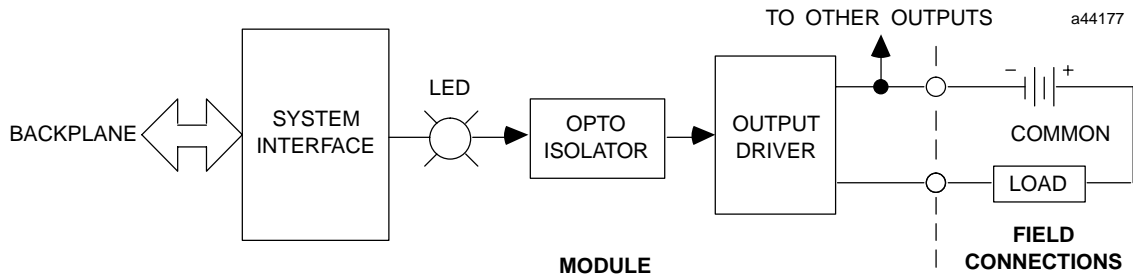 TO OTHER OUTPUTS
a44177
LED
− +
BACKPLANE
SYSTEM
INTERFACE
OPTO
ISOLATOR
OUTPUT
DRIVER
COMMON
LOAD
MODULE
FIELD
CONNECTIONS